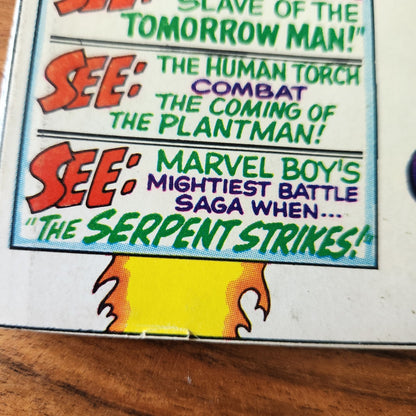 SEE: SLAVE OF THE
TOMORROW MAN!"
SEE: THE HUMAN TORCH
COMBAT
THE COMING OF
THE PLANTMAN!
SEE: MARVEL BOY'S
MIGHTIEST BATTLE
SAGA WHEN...
"THE SERPENT STRIKES!"